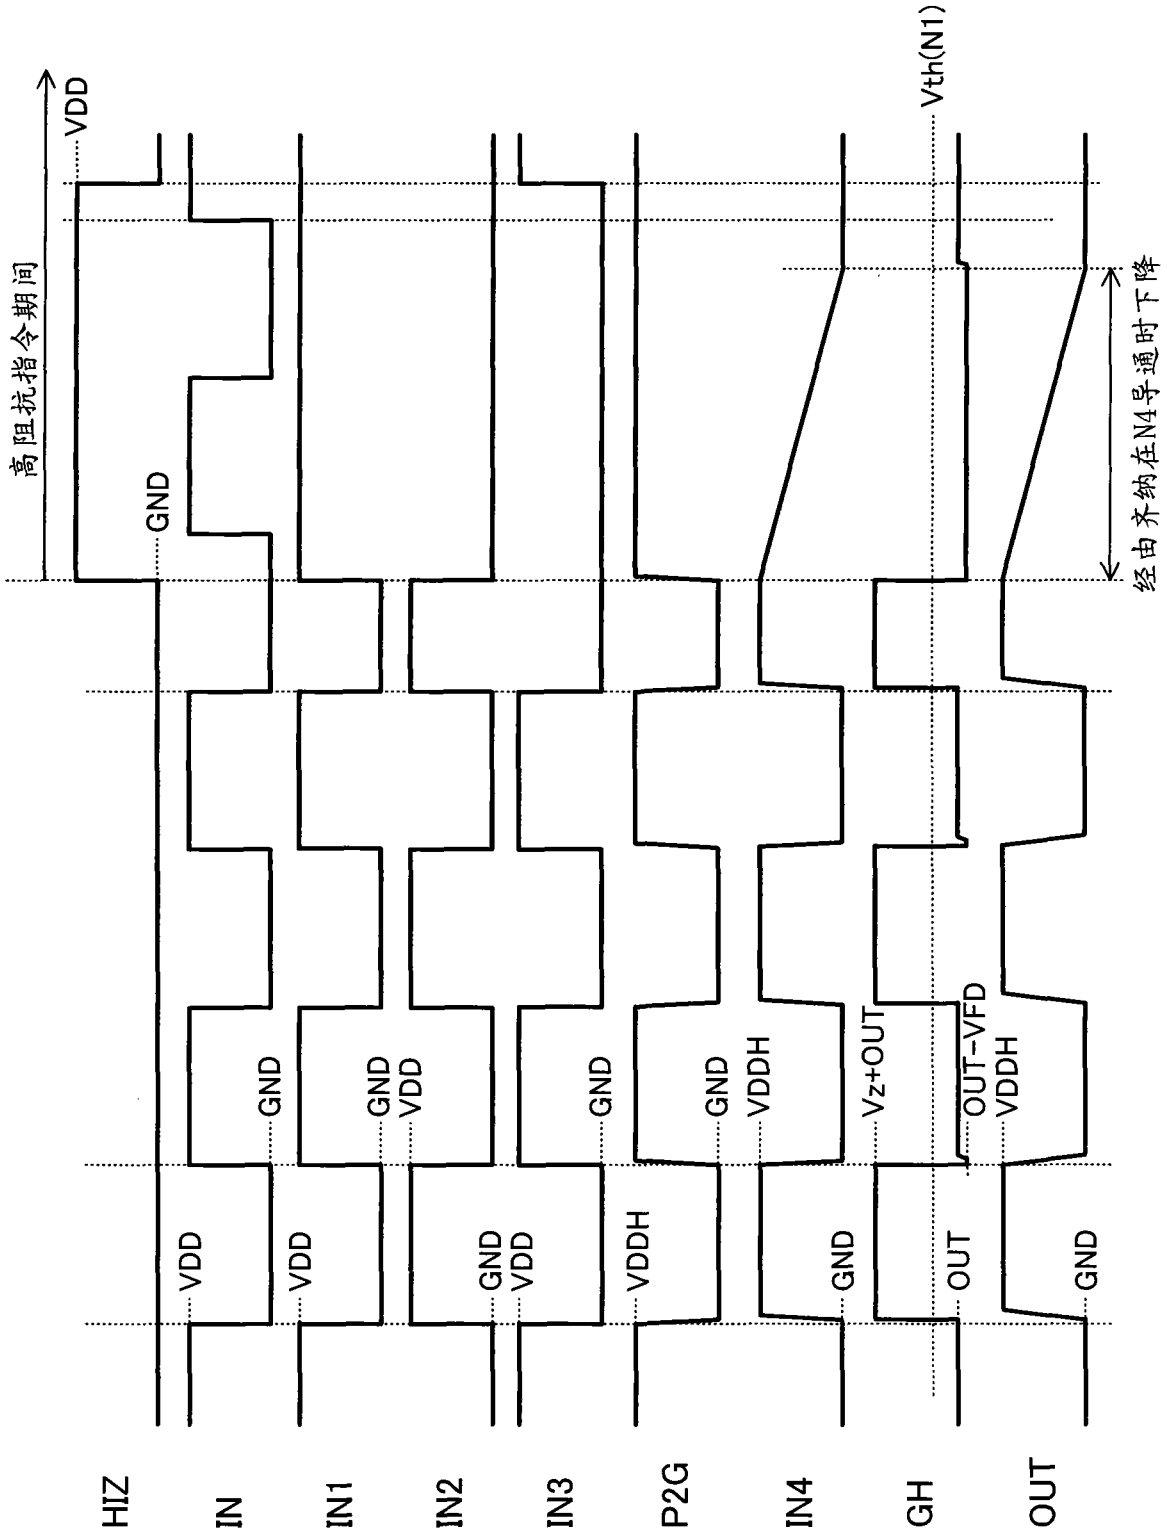 高阻抗指令期间
HIZ
GND
VDD
IN
VDD
GND
IN1
VDD
GND
IN2
GND
VDD
IN3
VDD
GND
P2G
VDDH
GND
IN4
GND
VDDH
GH
OUT
Vz+OUT
OUT-VFD
Vth(N1)
OUT
GND
VDDH
经由齐纳在N4导通时下降